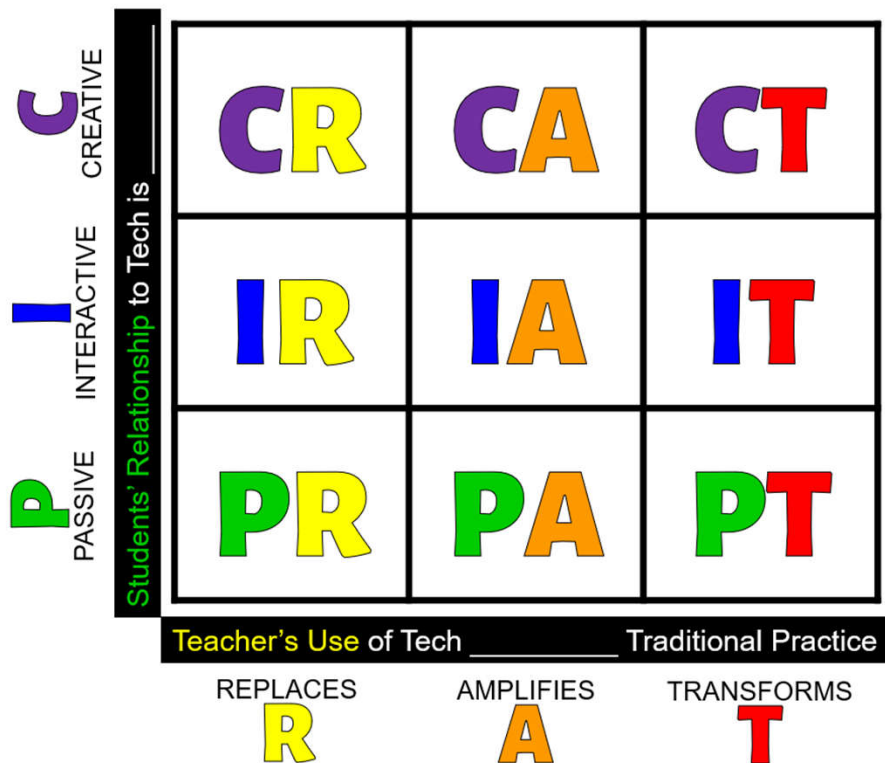 C
CREATIVE
I
INTERACTIVE
P
PASSIVE
Students' Relationship to Tech is ________
CR CA CT
IR IA IT
PR PA PT
Teacher's Use of Tech ____________ Traditional Practice
REPLACES AMPLIFIES TRANSFORMS
R A T